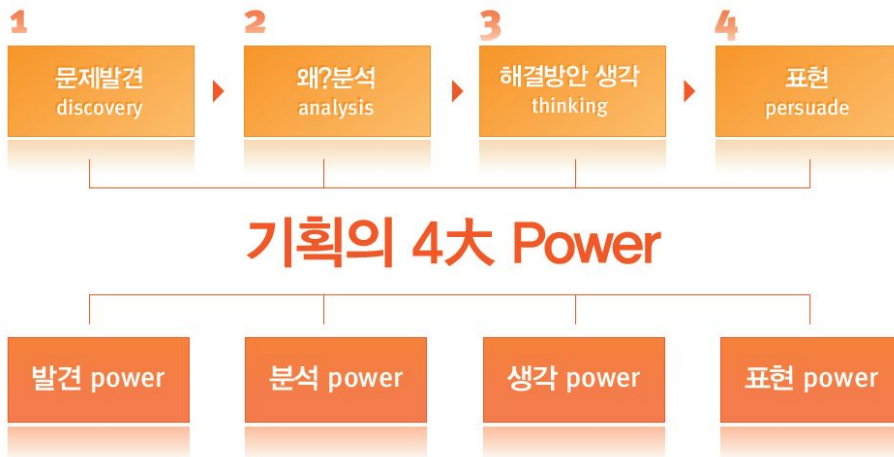 1
문제발견
discovery
2
왜?분석
analysis
3
해결방안 생각
thinking
4
표현
persuade
기획의 4大 Power
발견 power
분석 power
생각 power
표현 power